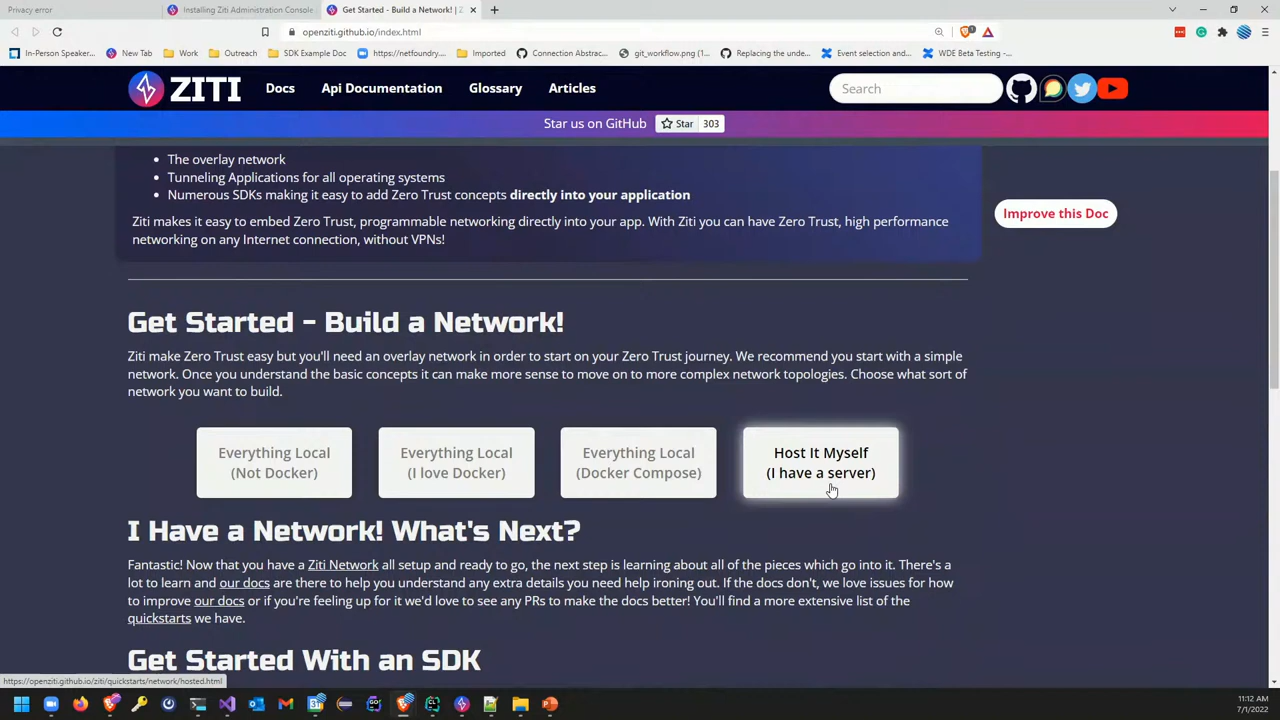 Privacy error
Installing Ziti Administration Console
Get Started - Build a Network! | Z
openziti.github.io/index.html
In-Person Speaker...
New Tab
Work
Outreach
SDK Example Doc
https://netfoundry....
Imported
Connection Abstrac...
git_workflow.png (1...
Replacing the unde...
Event selection and...
WDE Beta Testing -...
ZITI
Docs
Api Documentation
Glossary
Articles
Search
Star us on GitHub
Star
303
The overlay network
Tunneling Applications for all operating systems
Numerous SDKs making it easy to add Zero Trust concepts directly into your application
Ziti makes it easy to embed Zero Trust, programmable networking directly into your app. With Ziti you can have Zero Trust, high performance
networking on any Internet connection, without VPNs!
Improve this Doc
Get Started - Build a Network!
Ziti make Zero Trust easy but you'll need an overlay network in order to start on your Zero Trust journey. We recommend you start with a simple
network. Once you understand the basic concepts it can make more sense to move on to more complex network topologies. Choose what sort of
network you want to build.
Everything Local
(Not Docker)
Everything Local
(I love Docker)
Everything Local
(Docker Compose)
Host It Myself
(I have a server)
I Have a Network! What's Next?
Fantastic! Now that you have a Ziti Network all setup and ready to go, the next step is learning about all of the pieces which go into it. There's a
lot to learn and our docs are there to help you understand any extra details you need help ironing out. If the docs don't, we love issues for how
to improve our docs or if you're feeling up for it we'd love to see any PRs to make the docs better! You'll find a more extensive list of the
quickstarts we have.
Get Started With an SDK
https://openziti.github.io/ziti/quickstarts/network/hosted.html
11:12 AM
7/1/2022